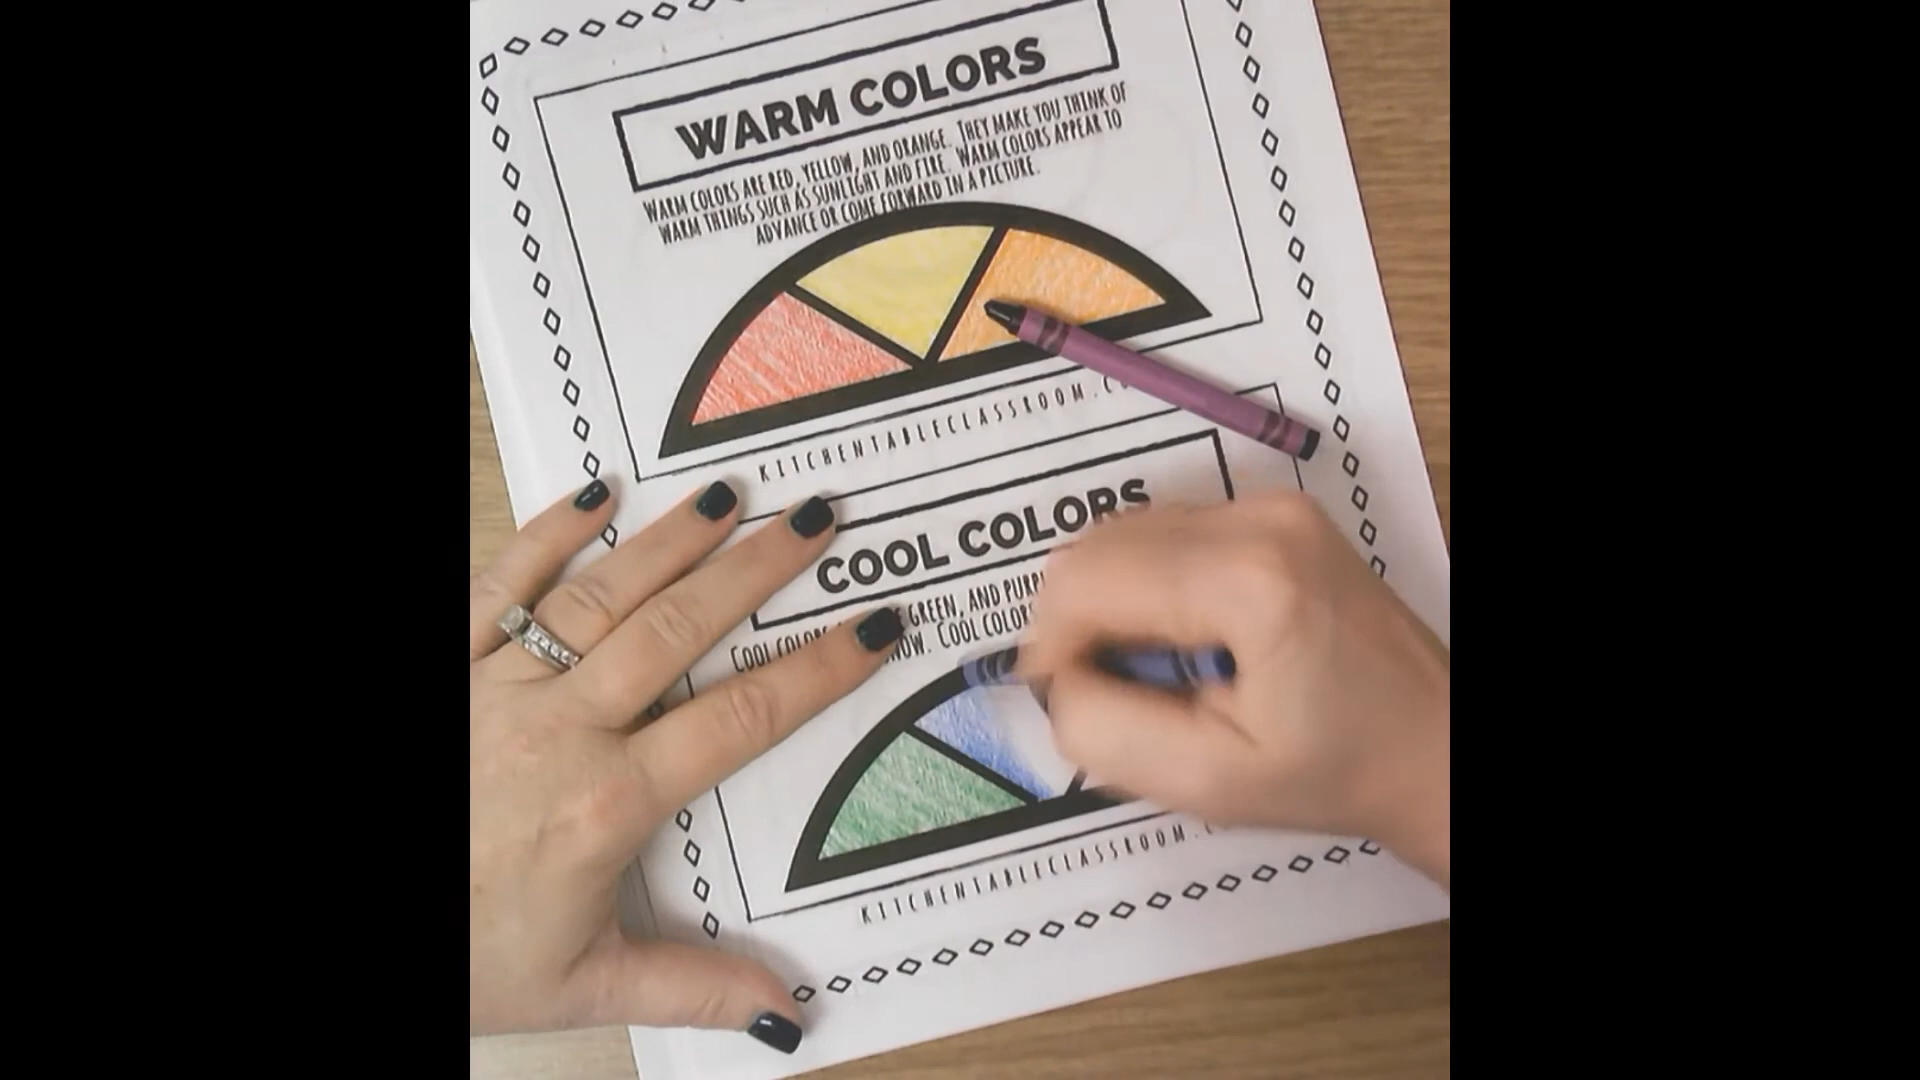 WARM COLORS
WARM COLORS ARE RED, YELLOW, AND ORANGE. THEY MAKE YOU THINK OF
WARM THINGS SUCH AS SUNLIGHT AND FIRE. WARM COLORS APPEAR TO
ADVANCE OR COME FORWARD IN A PICTURE.
KITCHENTABLECLASSROOM.CO
COOL COLORS
COOL COLORS GREEN, AND PURP
NOW. COOL COLORS
KITCHENTABLECLASSROOM.C